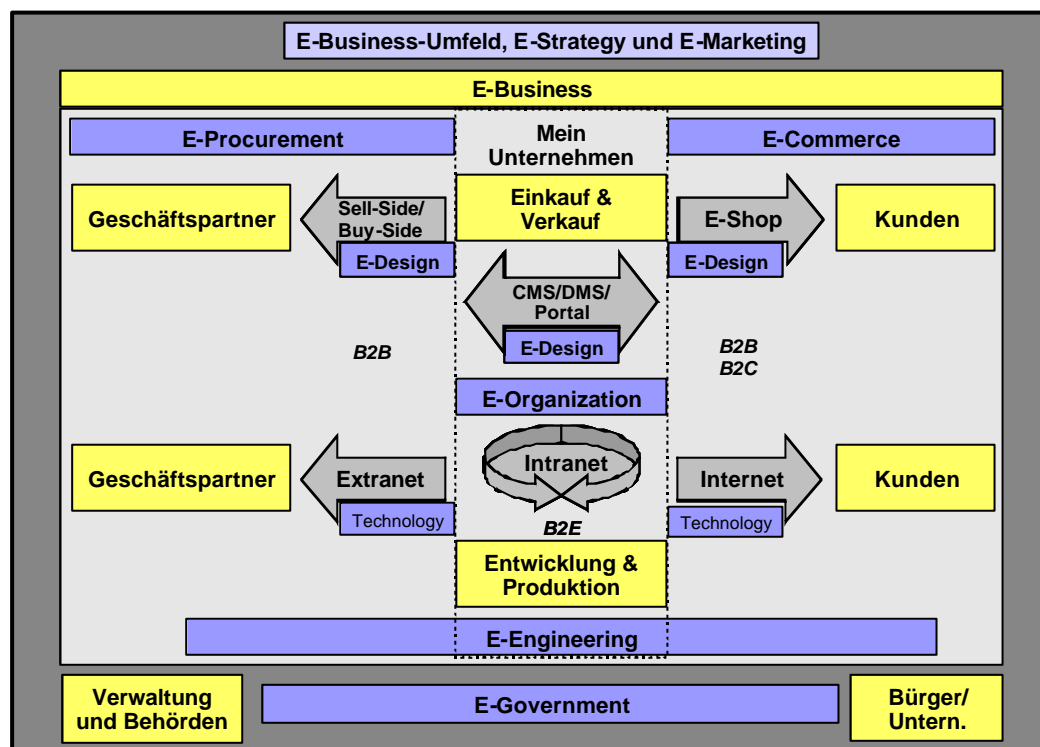 E-Business-Umfeld, E-Strategy und E-Marketing
E-Business
E-Procurement
Mein
Unternehmen
E-Commerce
Geschäftspartner
Sell-Side/
Buy-Side
E-Design
Einkauf &
Verkauf
E-Shop
E-Design
Kunden
CMS/DMS/
Portal
E-Design
B2B
B2B
B2C
E-Organization
Geschäftspartner
Extranet
Technology
Intranet
B2E
Internet
Technology
Kunden
Entwicklung &
Produktion
E-Engineering
Verwaltung
und Behörden
E-Government
Bürger/
Untern.